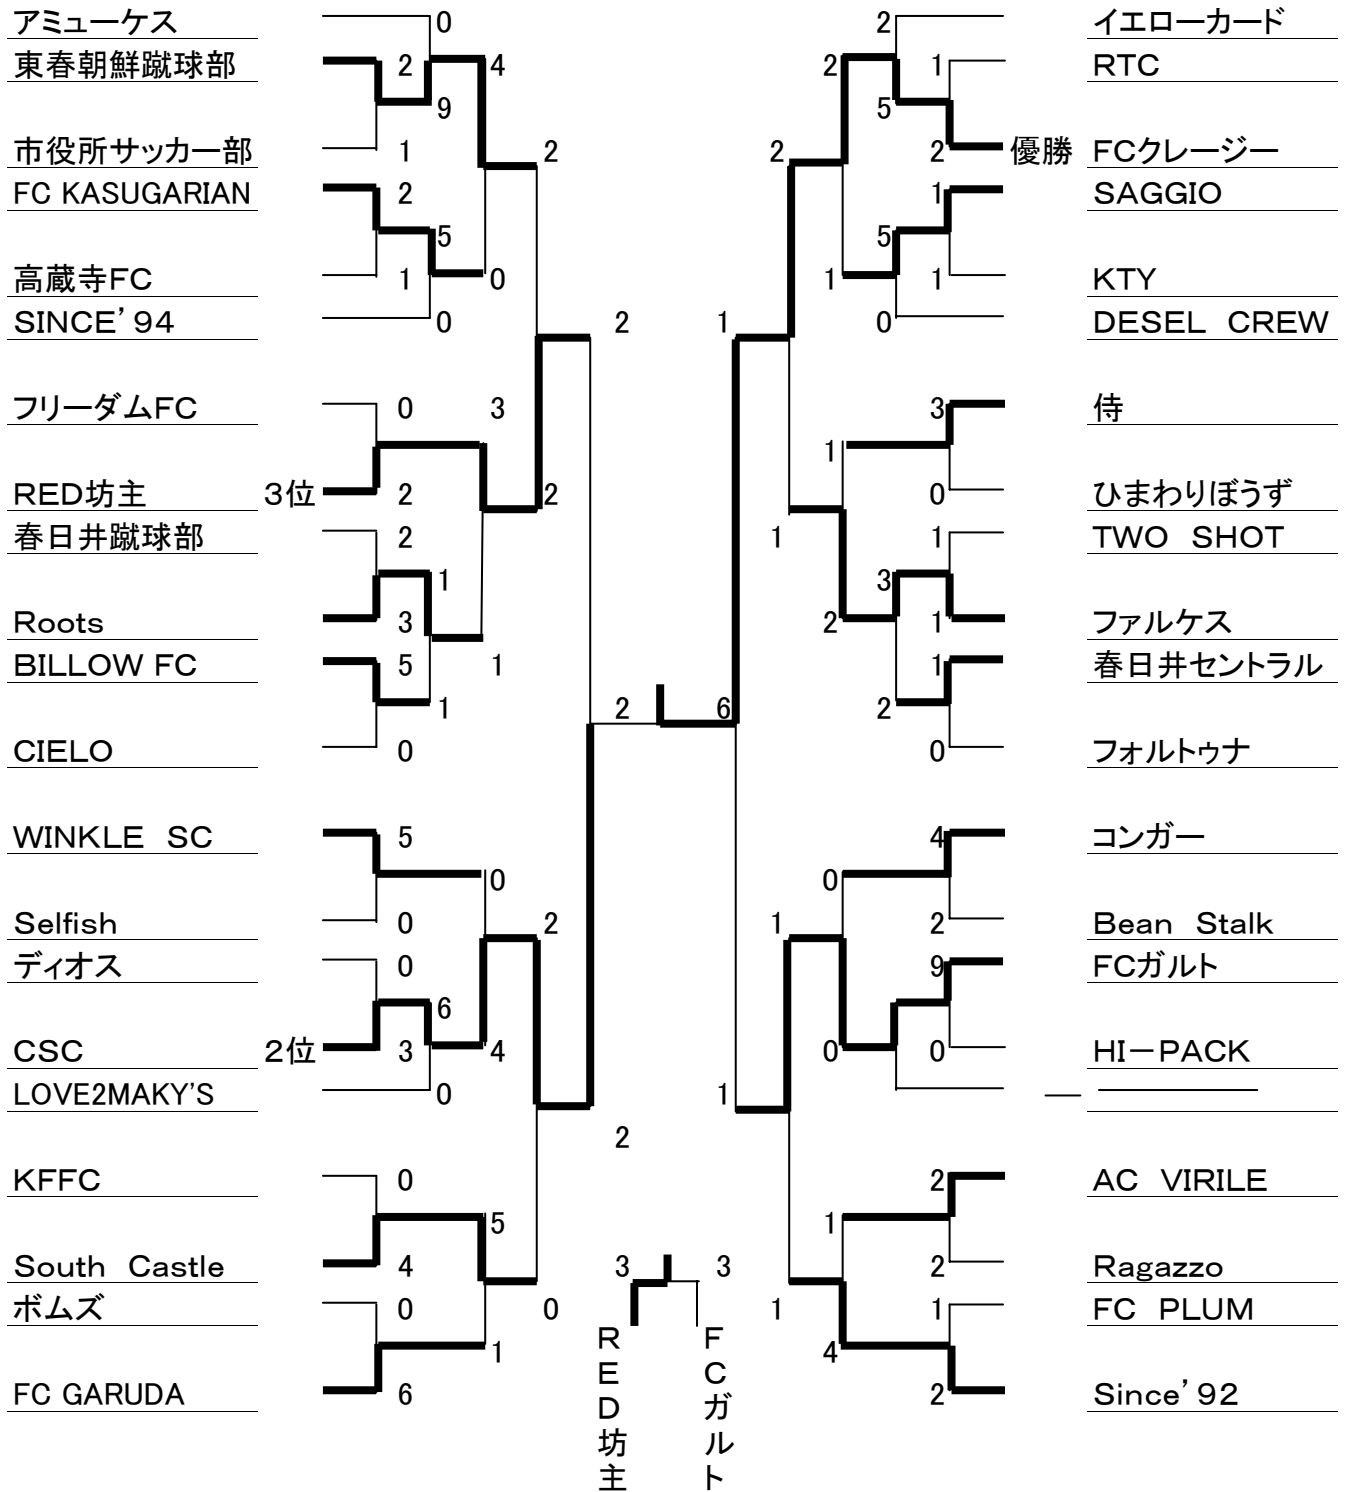 アミューケス 0 2 イエローカード
東春朝鮮蹴球部 2 4 2 1 RTC
9 5
市役所サッカー部 1 2 2 2 優勝 FCクレージー
FC KASUGARIAN 2 1 SAGGIO
5 5
高蔵寺FC 1 0 1 1 KTY
SINCE’94 0 2 1 0 DESEL CREW
フリーダムFC 0 3 3 侍
1
RED坊主 3位 2 2 0 ひまわりぼうず
春日井蹴球部 2 1 1 TWO SHOT
1 3
Roots 3 2 1 ファルケス
BILLOW FC 5 1 1 春日井セントラル
1 2 6 2
CIELO 0 0 フォルトゥナ
WINKLE SC 5 4 コンガー
0 0
Selfish 0 2 1 2 Bean Stalk
ディオス 0 9 FCガルト
6
CSC 2位 3 4 0 0 HI－PACK
LOVE2MAKY'S 0 1
2
KFFC 0 2 AC VIRILE
5 1
South Castle 4 3 3 2 Ragazzo
ボムズ 0 0 1 1 FC PLUM
1 4
FC GARUDA 6 2 Since’92
RED坊主
FCガルト